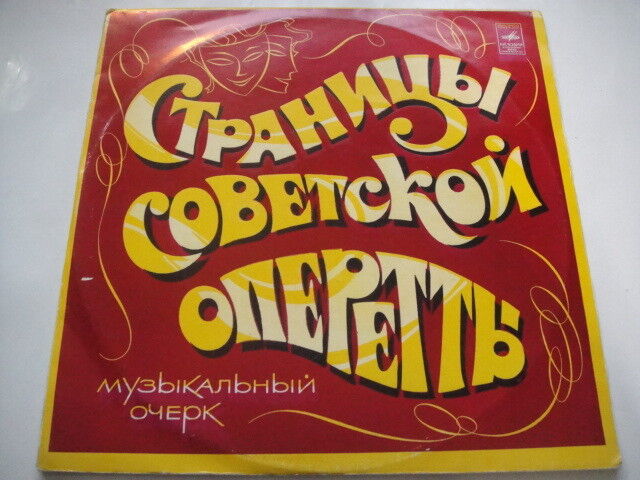 Страницы
советской
оперетты
музыкальный
очерк